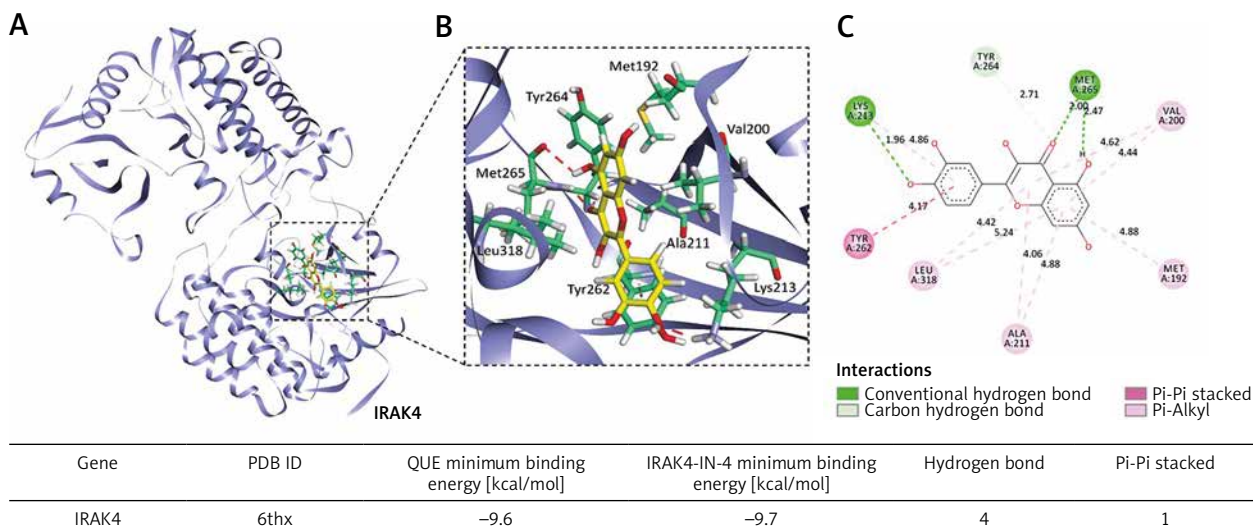 A
B
C
IRAK4
Met192
Tyr264
Val200
Met265
Ala211
Leu318
Tyr262
Lys213
TYR
A:264
MET
A:265
LYS
A:213
VAL
A:200
2.71
2.00
2.47
1.96
4.86
4.62
4.44
H
4.17
4.42
5.24
4.88
TYR
A:262
LEU
A:318
4.06
4.88
MET
A:192
ALA
A:211
Interactions
Conventional hydrogen bond
Carbon hydrogen bond
Pi-Pi stacked
Pi-Alkyl
Gene PDB ID QUE minimum binding energy [kcal/mol] IRAK4-IN-4 minimum binding energy [kcal/mol] Hydrogen bond Pi-Pi stacked
IRAK4 6thx –9.6 –9.7 4 1